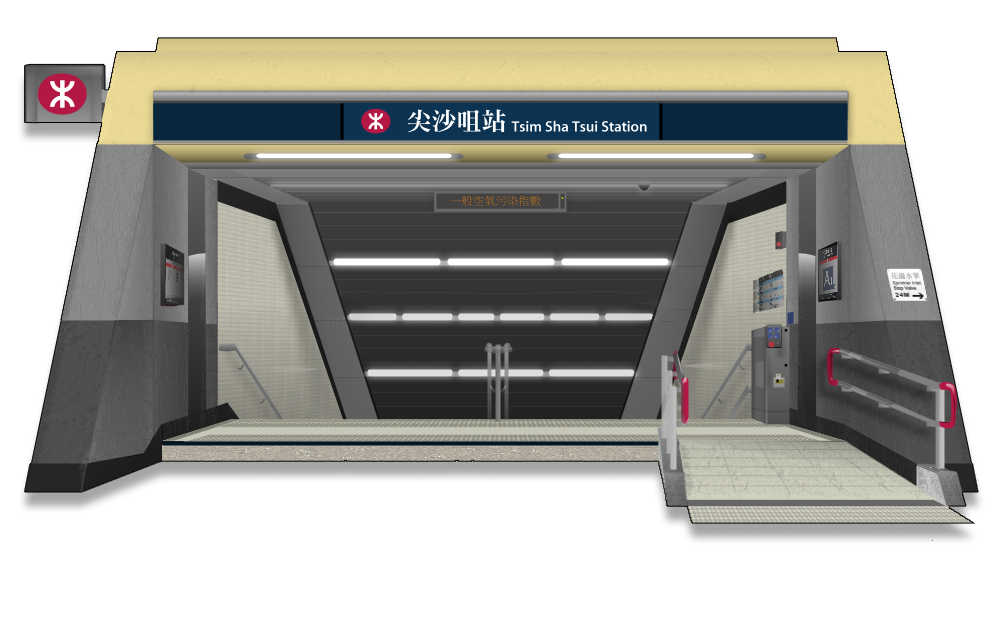 尖沙咀站 Tsim Sha Tsui Station
一般空氣污染指數
花灑水掣
Sprinkler Inlet
Stop Valve
24M →